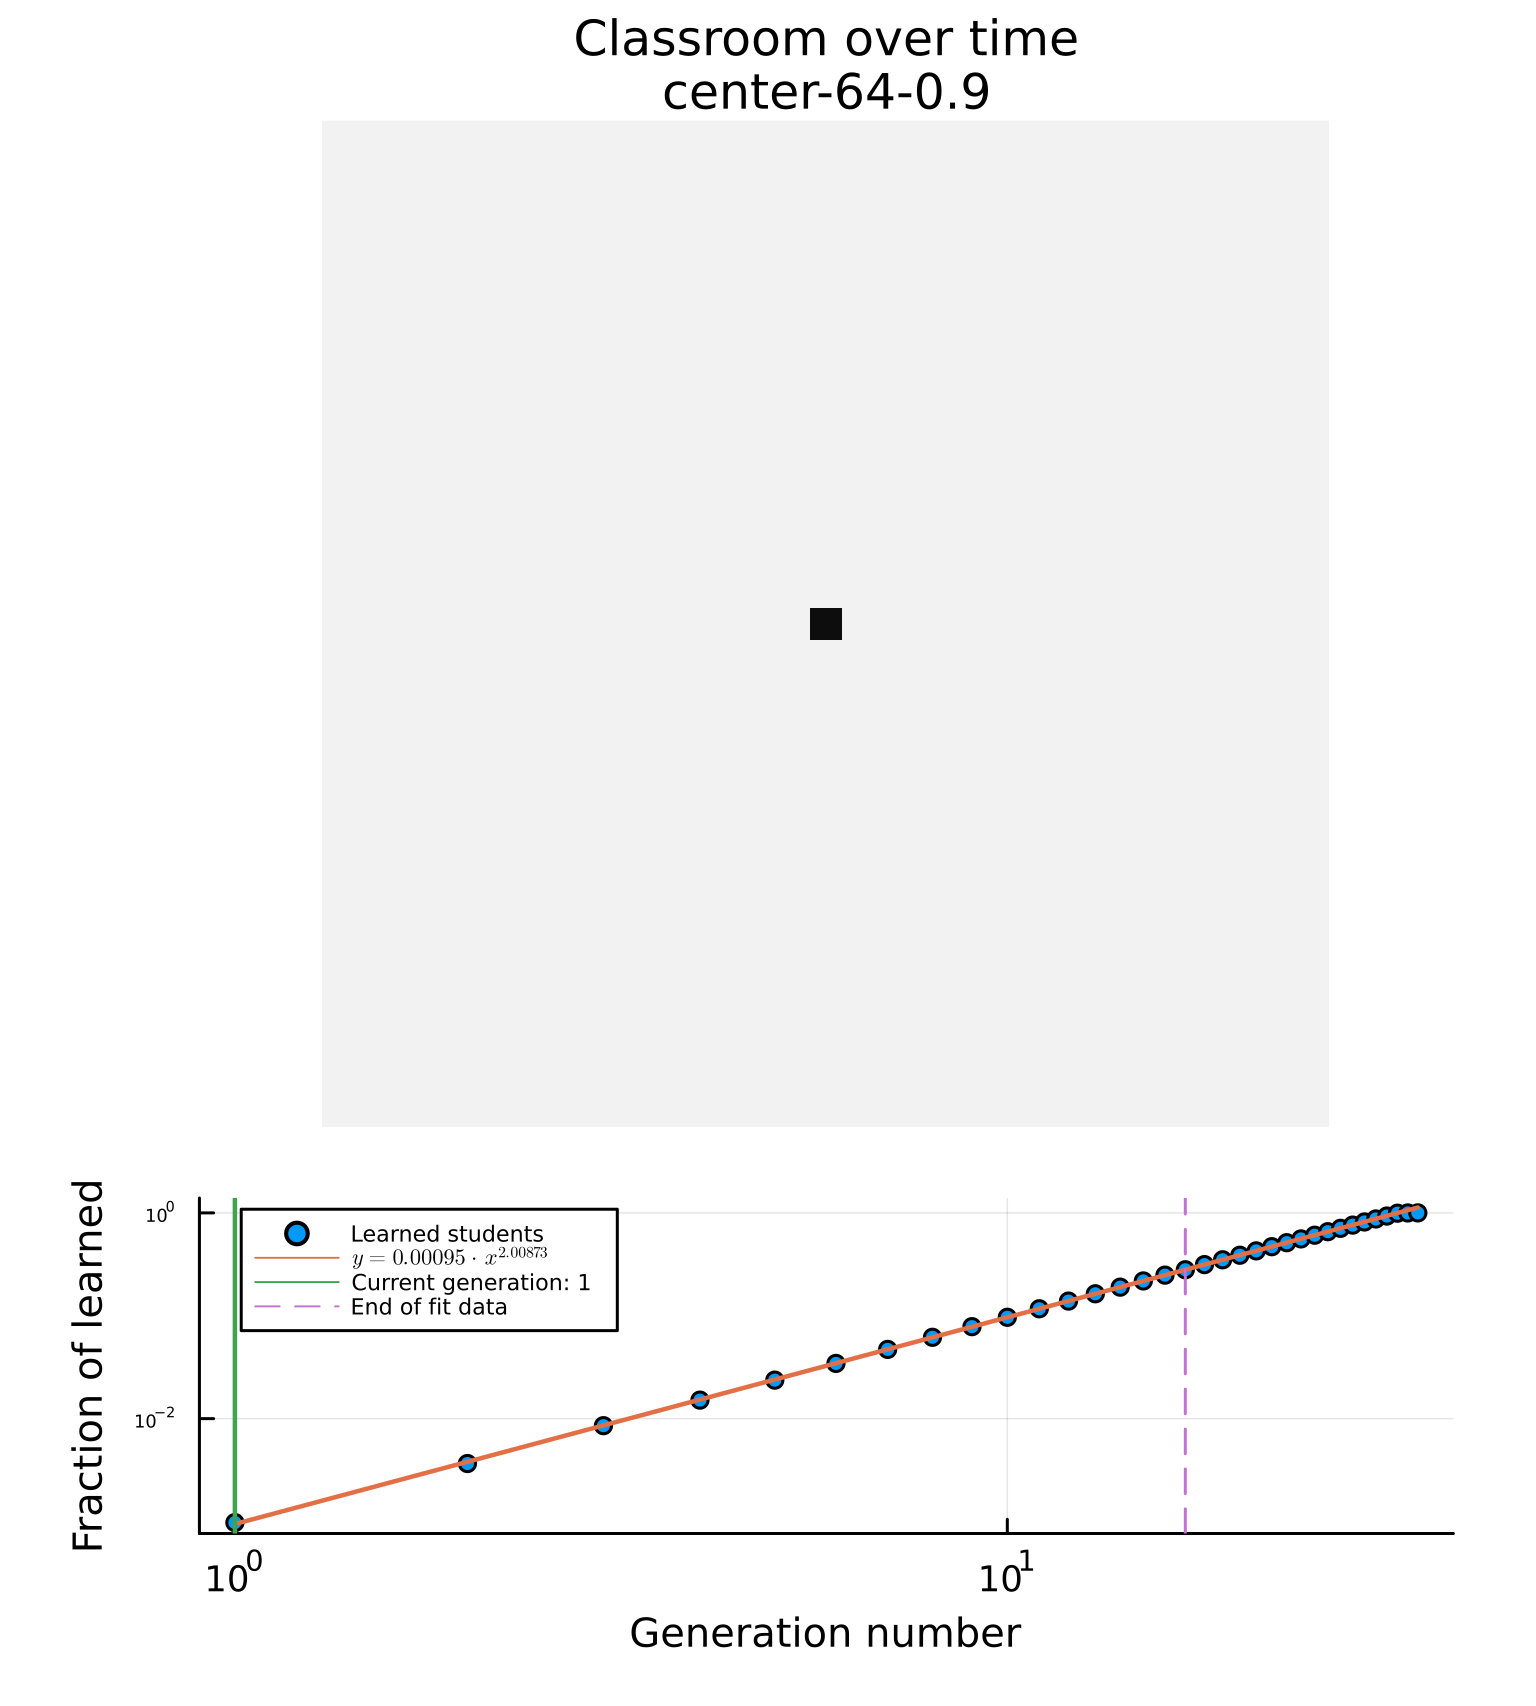 Classroom over time
center-64-0.9
Fraction of learned
10⁰
10⁻²
Learned students
y = 0.00095 · x^2.00873
Current generation: 1
End of fit data
10⁰
10¹
Generation number